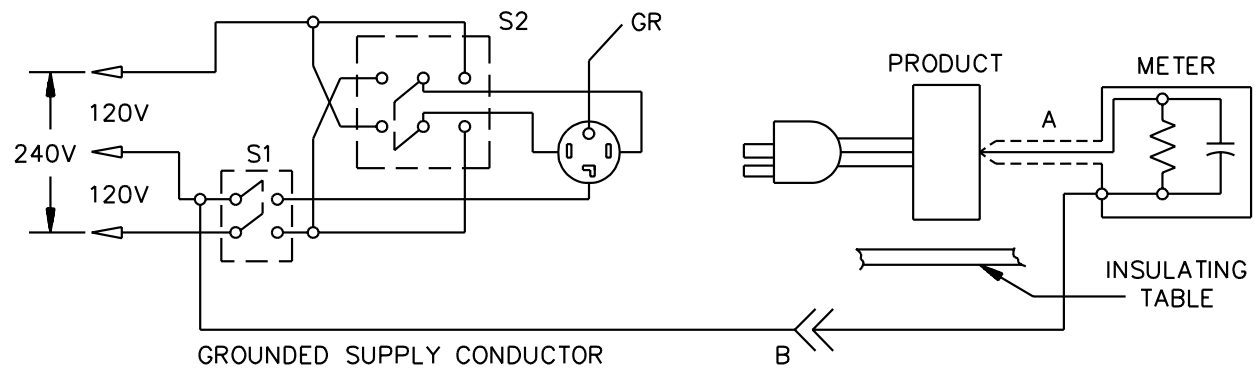 S2
GR
PRODUCT
METER
120V
A
240V
S1
120V
INSULATING
TABLE
GROUNDED SUPPLY CONDUCTOR
B